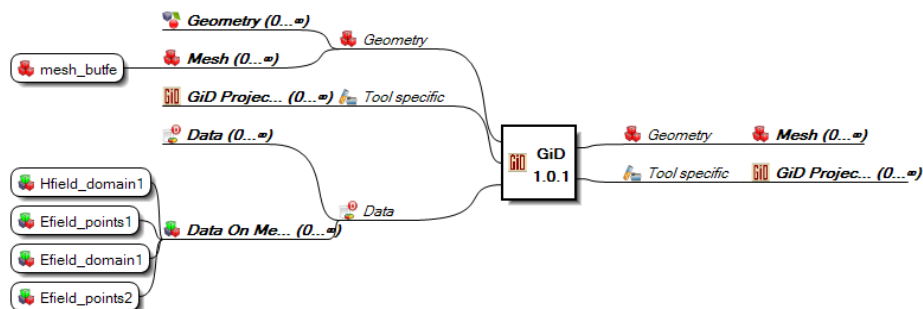 Geometry (0...∞)
Geometry
Mesh (0...∞)
mesh_butfe
GiD Projec... (0...∞)
Tool specific
Data (0...∞)
Hfield_domain1
Efield_points1
Data On Me... (0...∞)
Data
Efield_domain1
Efield_points2
GiD
1.0.1
Geometry
Mesh (0...∞)
Tool specific
GiD Projec... (0...∞)